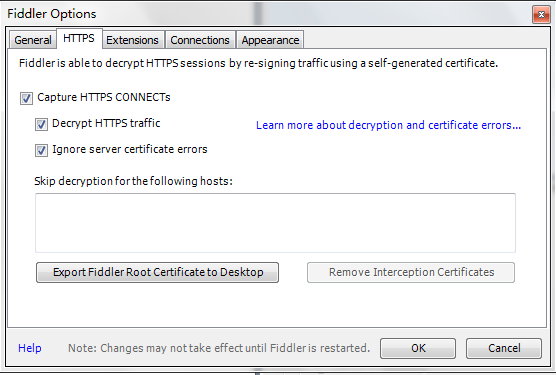 Fiddler Options
General HTTPS Extensions Connections Appearance
Fiddler is able to decrypt HTTPS sessions by re-signing traffic using a self-generated certificate.
Capture HTTPS CONNECTs
Decrypt HTTPS traffic Learn more about decryption and certificate errors...
Ignore server certificate errors
Skip decryption for the following hosts:
Export Fiddler Root Certificate to Desktop Remove Interception Certificates
Help Note: Changes may not take effect until Fiddler is restarted. OK Cancel